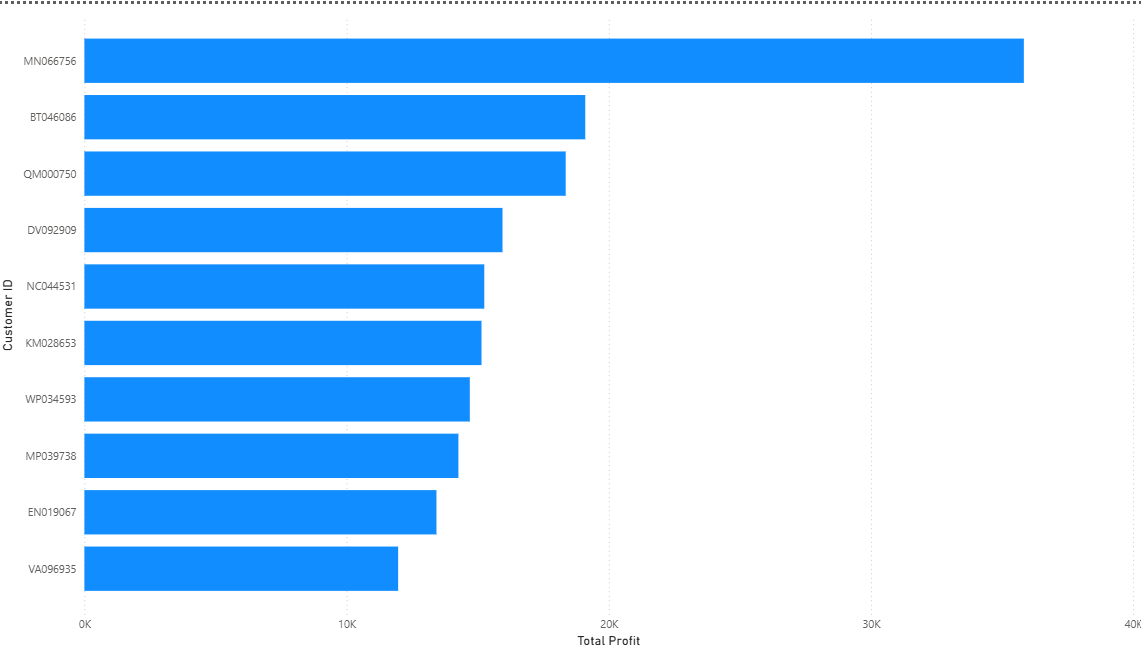 MN066756
BT046086
QM000750
DV092909
NC044531
KM028653
WP034593
MP039738
EN019067
VA096935
Customer ID
0K 10K 20K 30K 40K
Total Profit